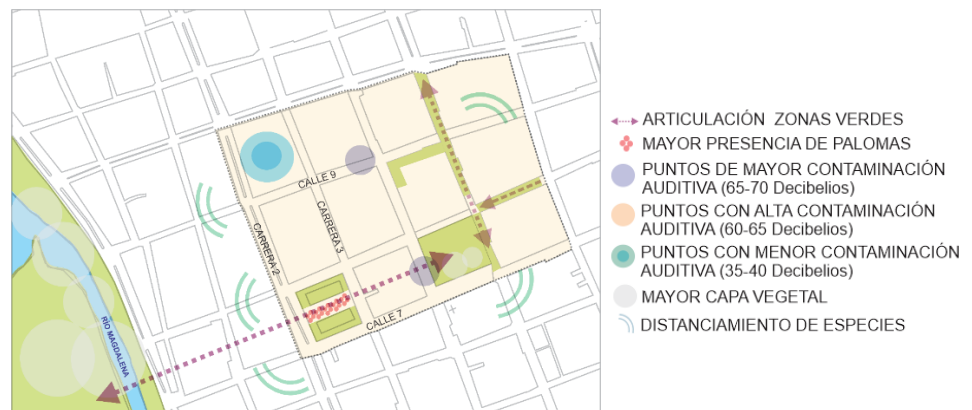 CALLE 9
CARRERA 3
CARRERA 2
CALLE 7
RÍO MAGDALENA
ARTICULACIÓN ZONAS VERDES
MAYOR PRESENCIA DE PALOMAS
PUNTOS DE MAYOR CONTAMINACIÓN
AUDITIVA (65-70 Decibelios)
PUNTOS CON ALTA CONTAMINACIÓN
AUDITIVA (60-65 Decibelios)
PUNTOS CON MENOR CONTAMINACIÓN
AUDITIVA (35-40 Decibelios)
MAYOR CAPA VEGETAL
DISTANCIAMIENTO DE ESPECIES